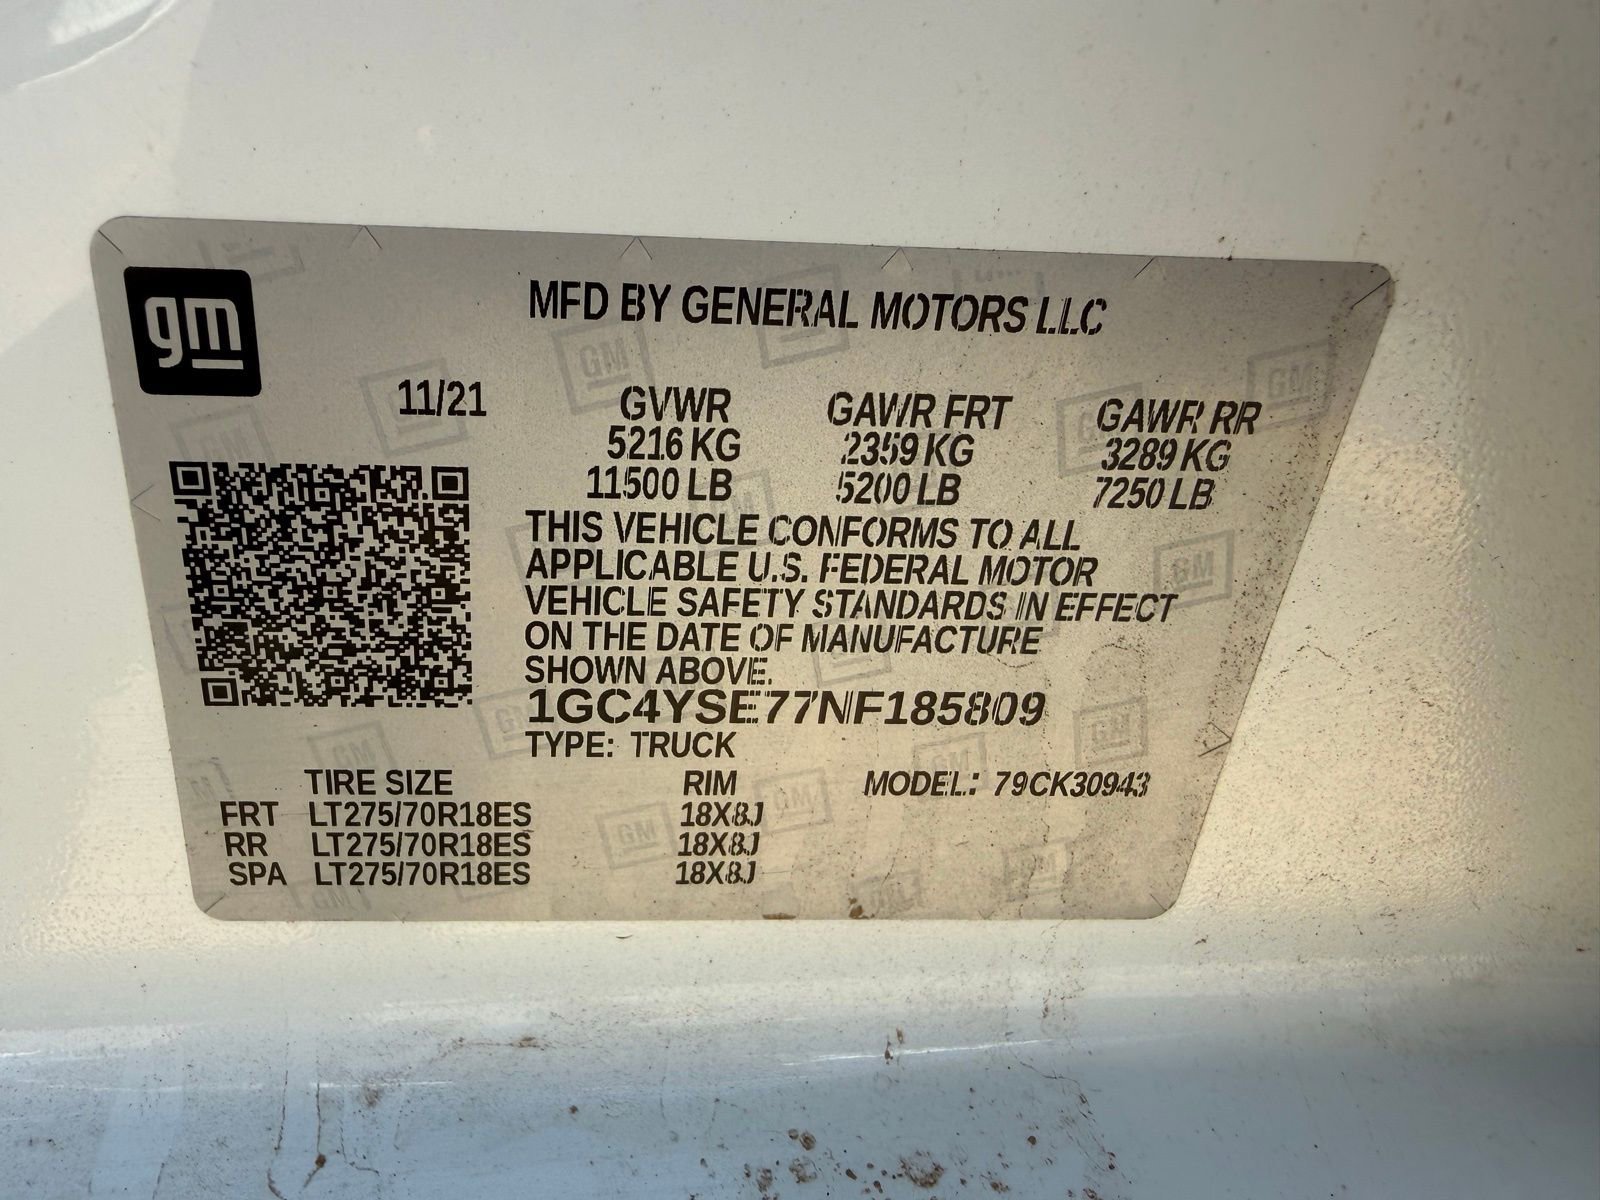 gm
MFD BY GENERAL MOTORS LLC
11/21 GVWR GAWR FRT GAWR RR
5216 KG 2359 KG 3289 KG
11500 LB 5200 LB 7250 LB
THIS VEHICLE CONFORMS TO ALL
APPLICABLE U.S. FEDERAL MOTOR
VEHICLE SAFETY STANDARDS IN EFFECT
ON THE DATE OF MANUFACTURE
SHOWN ABOVE.
1GC4YSE77NF185809
TYPE: TRUCK
TIRE SIZE RIM MODEL: 79CK30943
FRT LT275/70R18ES 18X8J
RR LT275/70R18ES 18X8J
SPA LT275/70R18ES 18X8J